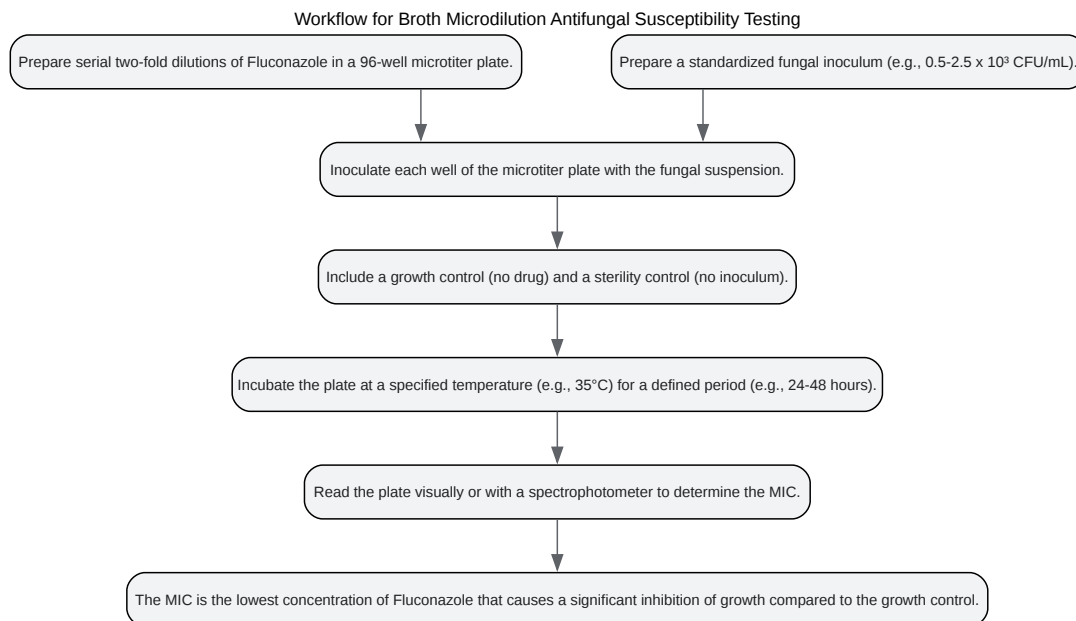 Workflow for Broth Microdilution Antifungal Susceptibility Testing
Prepare serial two-fold dilutions of Fluconazole in a 96-well microtiter plate.
Prepare a standardized fungal inoculum (e.g., 0.5-2.5 x 10³ CFU/mL).
Inoculate each well of the microtiter plate with the fungal suspension.
Include a growth control (no drug) and a sterility control (no inoculum).
Incubate the plate at a specified temperature (e.g., 35°C) for a defined period (e.g., 24-48 hours).
Read the plate visually or with a spectrophotometer to determine the MIC.
The MIC is the lowest concentration of Fluconazole that causes a significant inhibition of growth compared to the growth control.